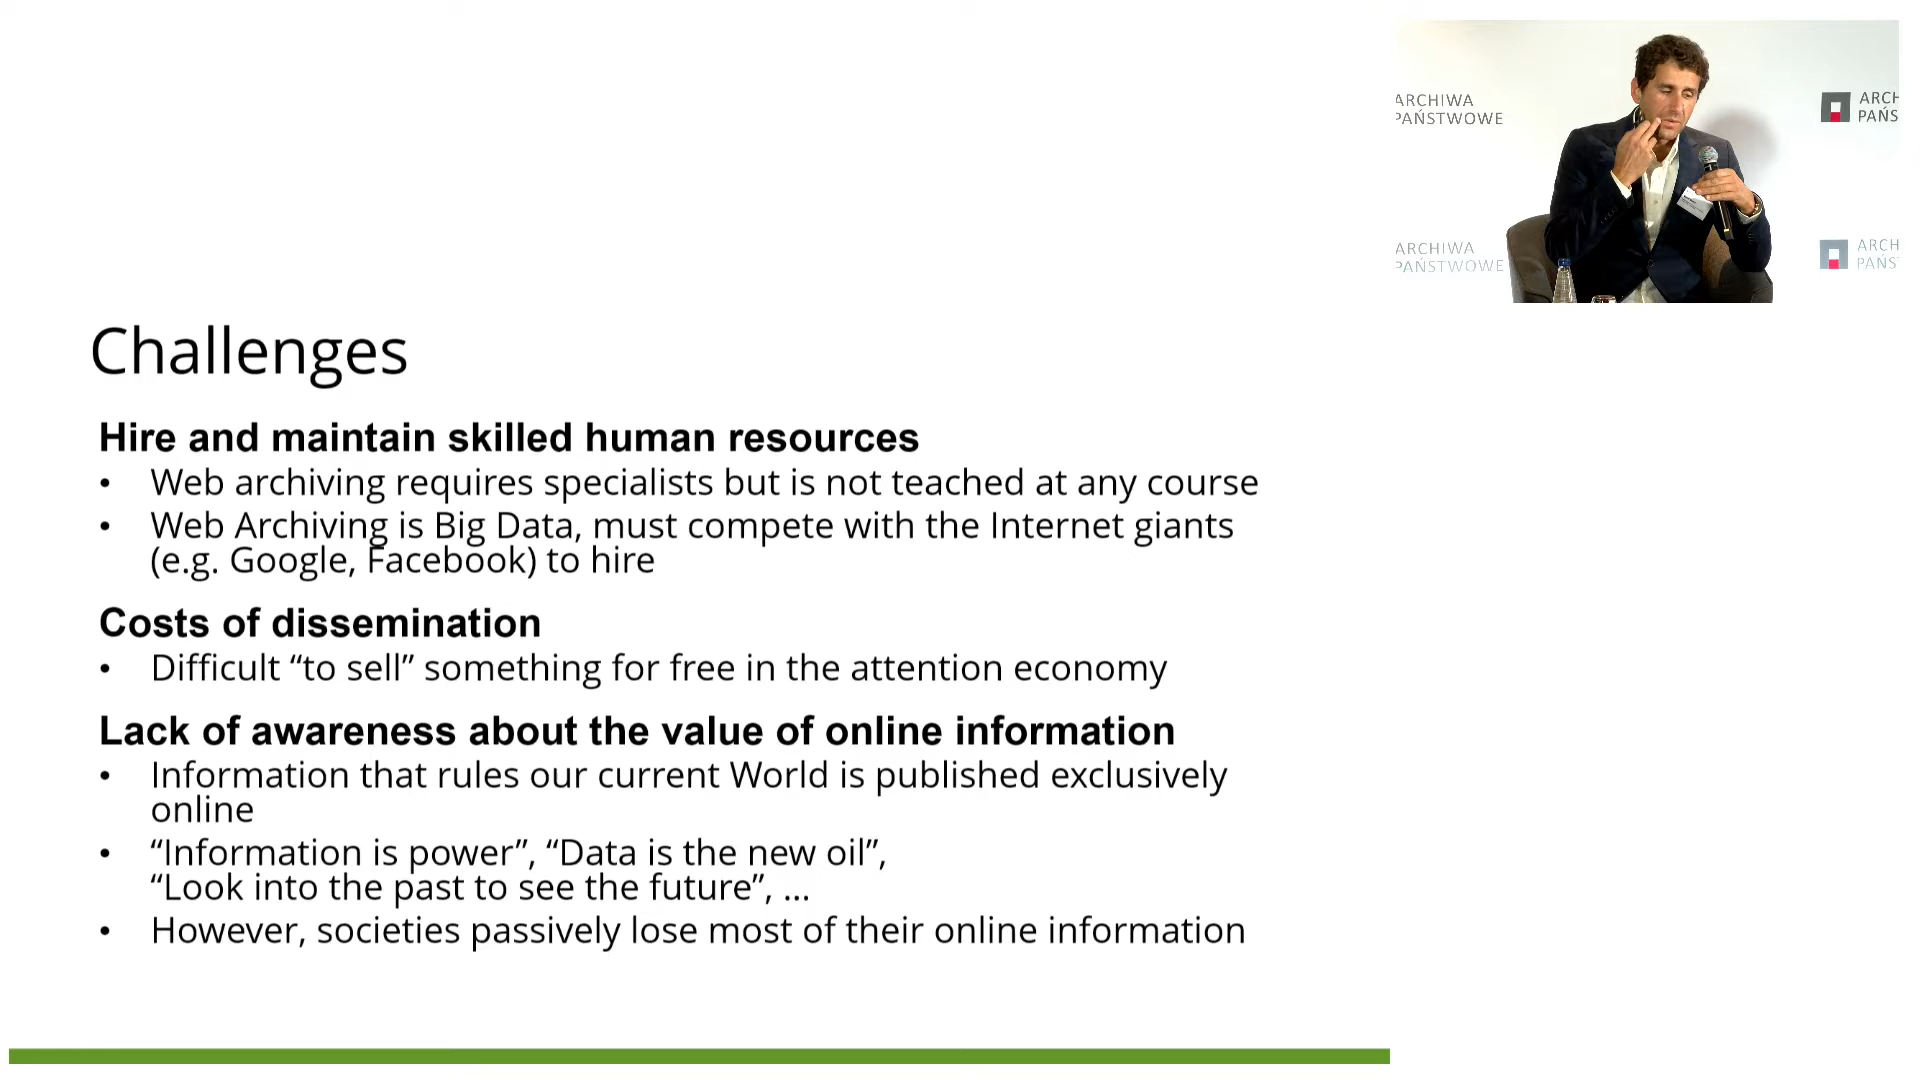 ARCHIWA
PAŃSTWOWE
ARCH
PAŃS
ARCHIWA
PAŃSTWOWE
ARCH
PAŃS
Challenges
Hire and maintain skilled human resources
• Web archiving requires specialists but is not teached at any course
• Web Archiving is Big Data, must compete with the Internet giants
(e.g. Google, Facebook) to hire
Costs of dissemination
• Difficult “to sell” something for free in the attention economy
Lack of awareness about the value of online information
• Information that rules our current World is published exclusively
online
• “Information is power”, “Data is the new oil”,
“Look into the past to see the future”, ...
• However, societies passively lose most of their online information